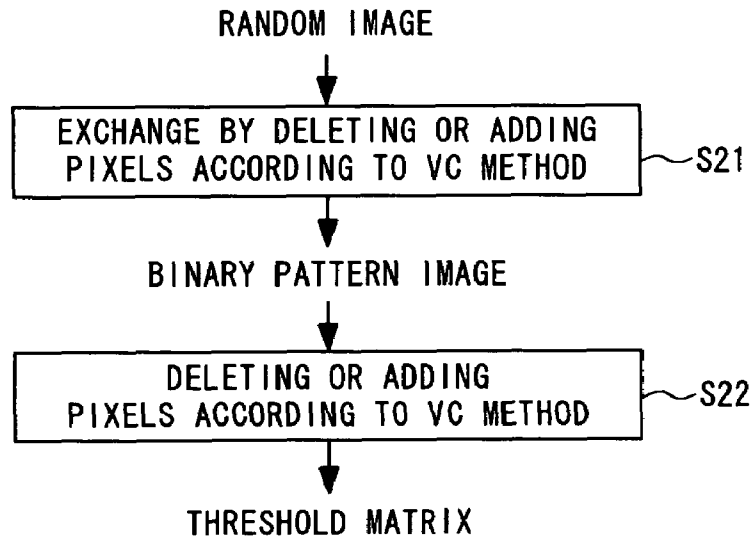 RANDOM IMAGE
EXCHANGE BY DELETING OR ADDING
PIXELS ACCORDING TO VC METHOD
S21
BINARY PATTERN IMAGE
DELETING OR ADDING
PIXELS ACCORDING TO VC METHOD
S22
THRESHOLD MATRIX